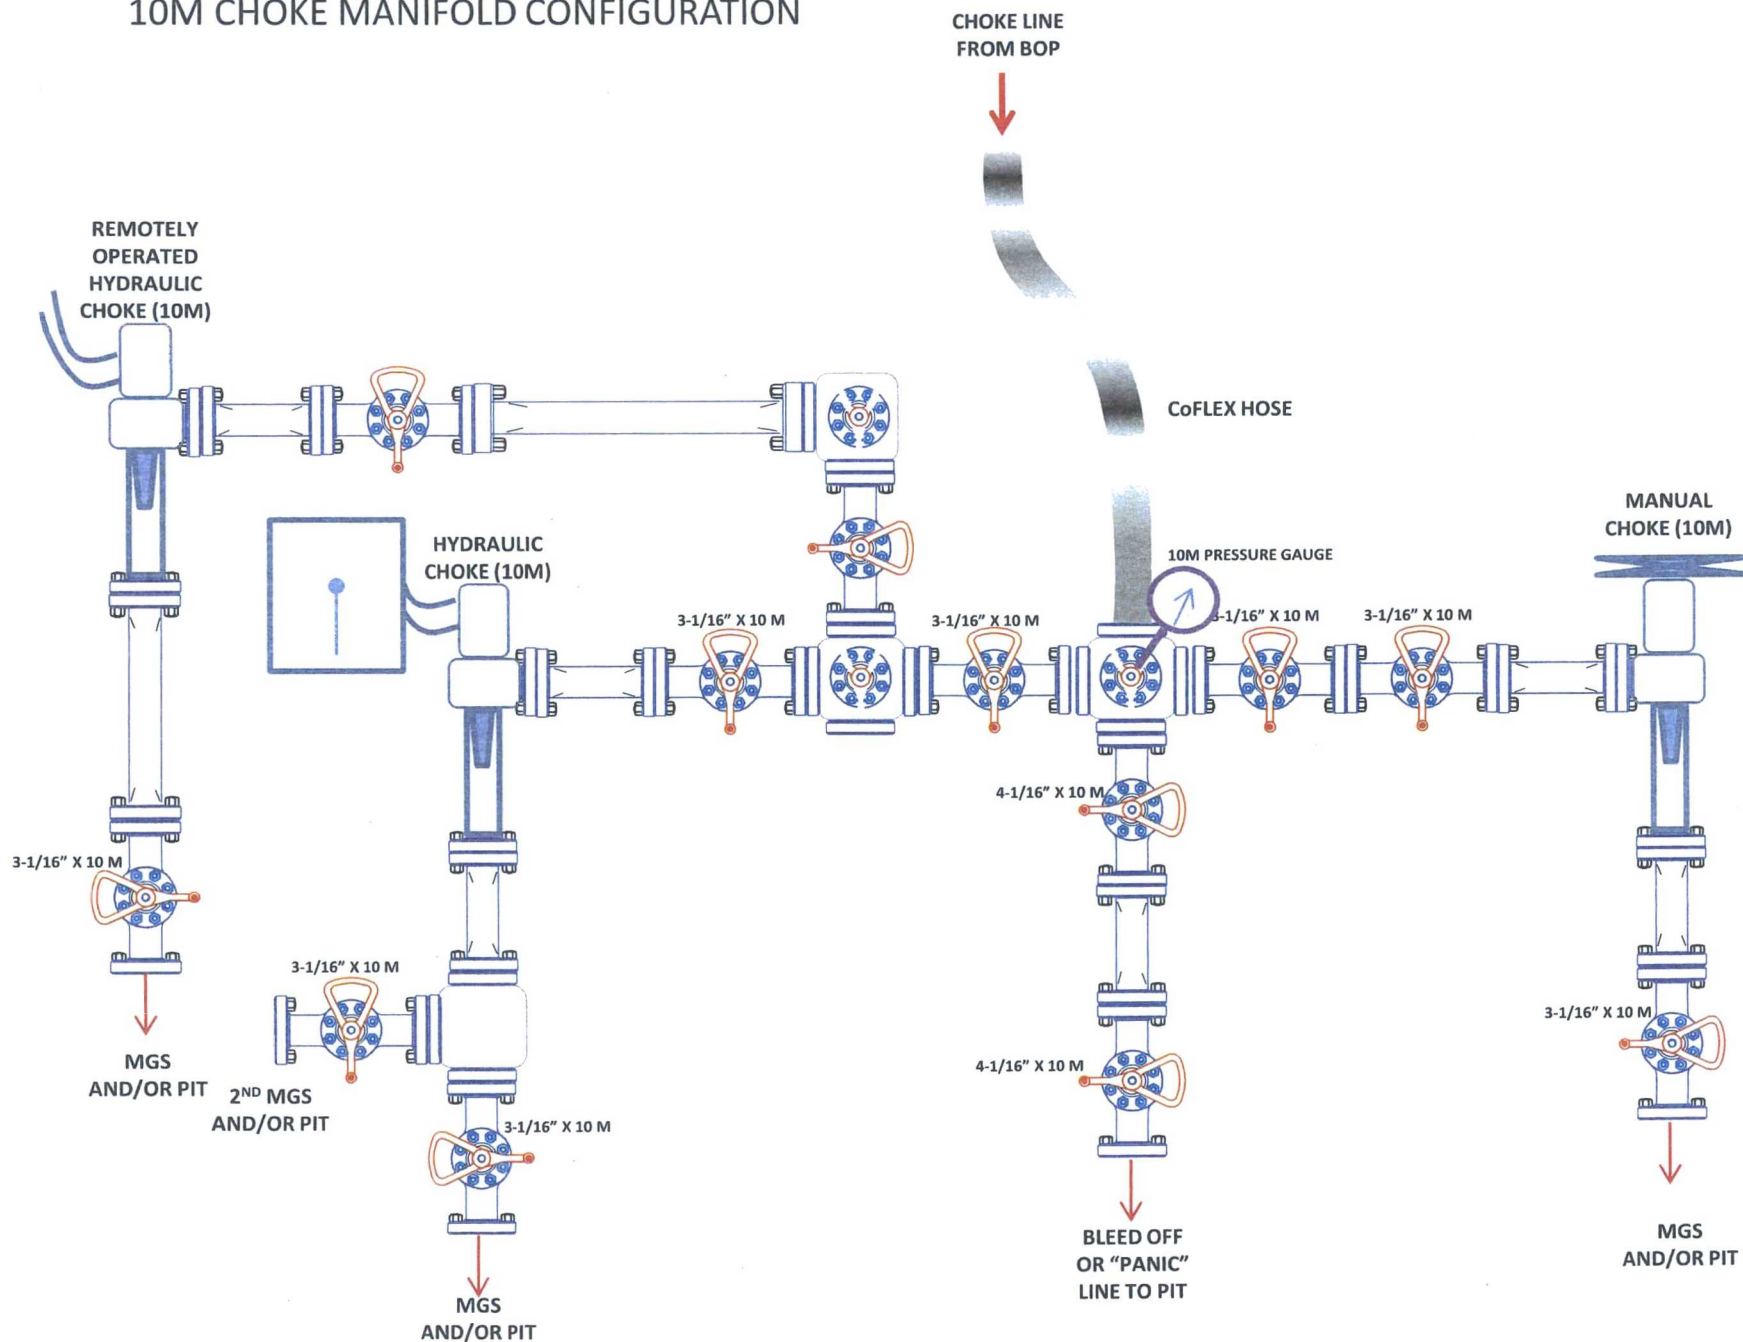 10M CHOKE MANIFOLD CONFIGURATION
CHOKE LINE
FROM BOP
REMOTELY
OPERATED
HYDRAULIC
CHOKE (10M)
CoFLEX HOSE
HYDRAULIC
CHOKE (10M)
10M PRESSURE GAUGE
MANUAL
CHOKE (10M)
3-1/16” X 10 M
3-1/16” X 10 M
3-1/16” X 10 M
3-1/16” X 10 M
4-1/16” X 10 M
3-1/16” X 10 M
3-1/16” X 10 M
3-1/16” X 10 M
4-1/16” X 10 M
MGS
AND/OR PIT
2ND MGS
AND/OR PIT
3-1/16” X 10 M
BLEED OFF
OR “PANIC”
LINE TO PIT
MGS
AND/OR PIT
MGS
AND/OR PIT